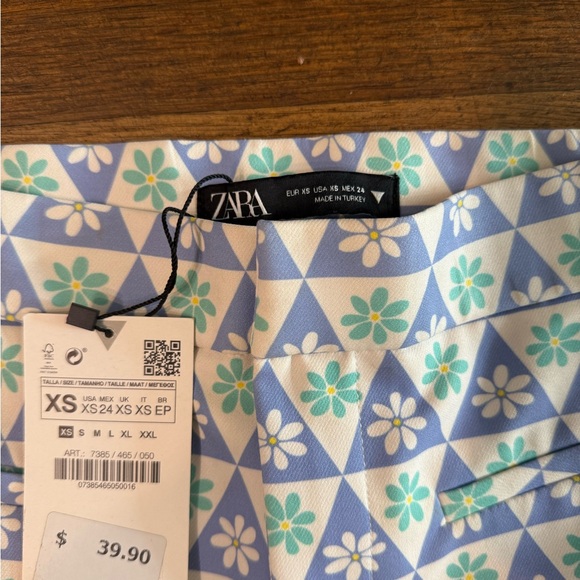 ZARA
EUR XS USA XS MEX 24
MADE IN TURKEY
TALLA / SIZE / TAMANHO / TAILLE / MAAT / ΜΕΓΕΘΟΣ
XS
USA MEX UK IT BR
XS 24 XS XS EP
XS S M L XL XXL
ART.: 7385 / 465 / 050
07385465050016
$ 39.90